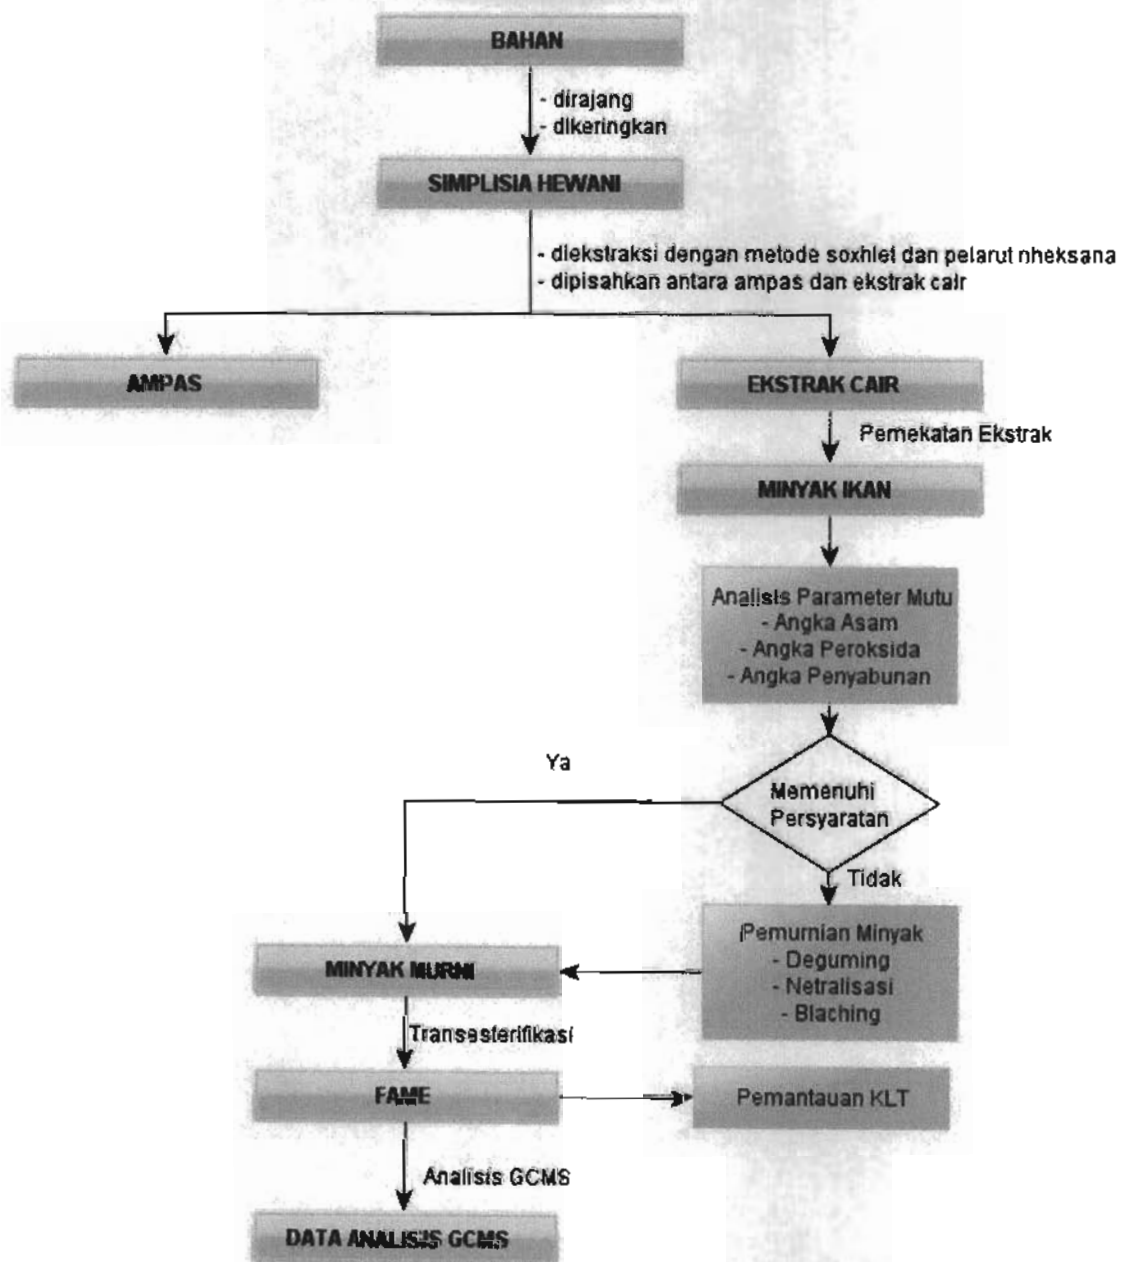 BAHAN
- dirajang
- dikeringkan
SIMPLISIA HEWANI
- diekstraksi dengan metode soxhlet dan pelarut nheksana
- dipisahkan antara ampas dan ekstrak cair
AMPAS
EKSTRAK CAIR
Pemekatan Ekstrak
MINYAK IKAN
Analisis Parameter Mutu
- Angka Asam
- Angka Peroksida
- Angka Penyabunan
Ya
Memenuhi
Persyaratan
Tidak
Pemurnian Minyak
- Deguming
- Netralisasi
- Blaching
MINYAK MURNI
Transesterifikasi
FAME
Pemantauan KLT
Analisis GCMS
DATA ANALISIS GCMS